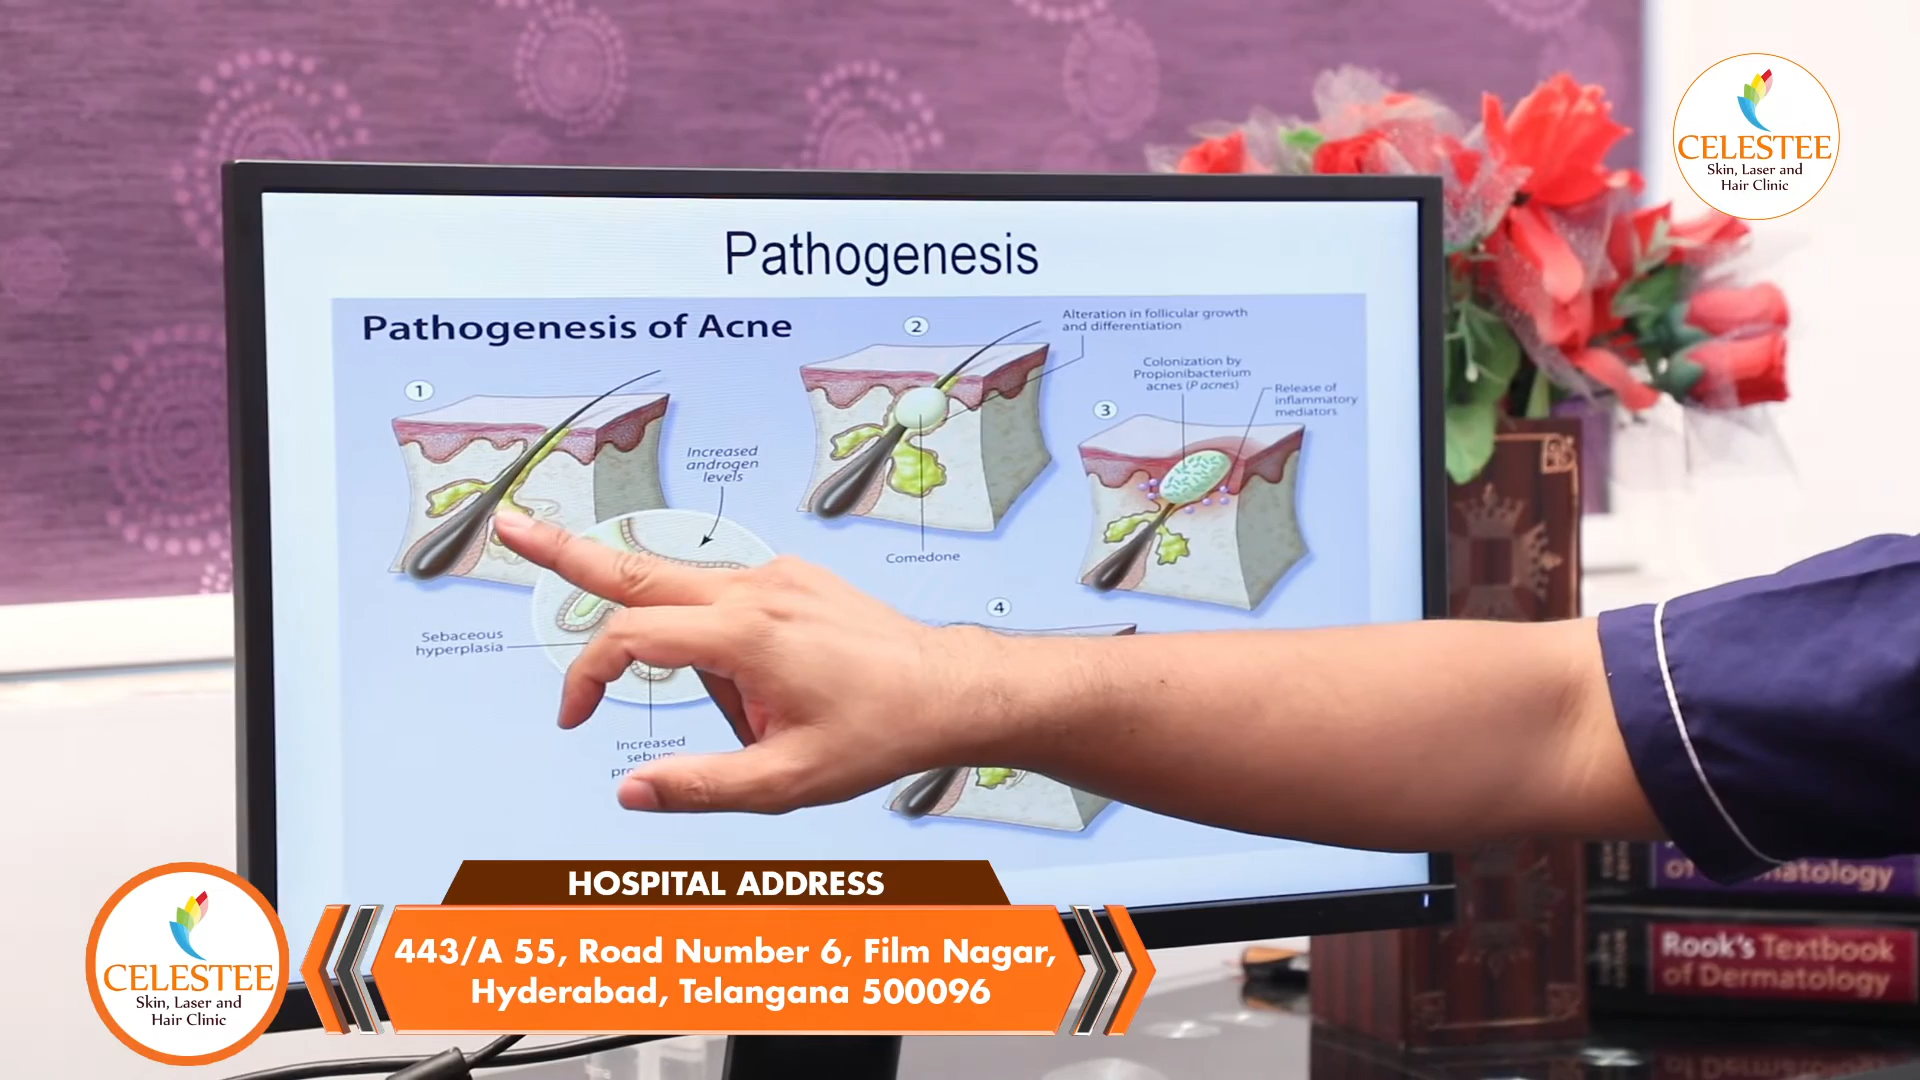 CELESTEE
Skin, Laser and
Hair Clinic
Pathogenesis
Pathogenesis of Acne
1
Increased
androgen
levels
Sebaceous
hyperplasia
Increased
sebum
2
Alteration in follicular growth
and differentiation
Comedone
3
Colonization by
Propionibacterium
acnes (P acnes)
Release of
inflammatory
mediators
4
of Dermatology
Rook's Textbook
of Dermatology
HOSPITAL ADDRESS
443/A 55, Road Number 6, Film Nagar,
Hyderabad, Telangana 500096
CELESTEE
Skin, Laser and
Hair Clinic